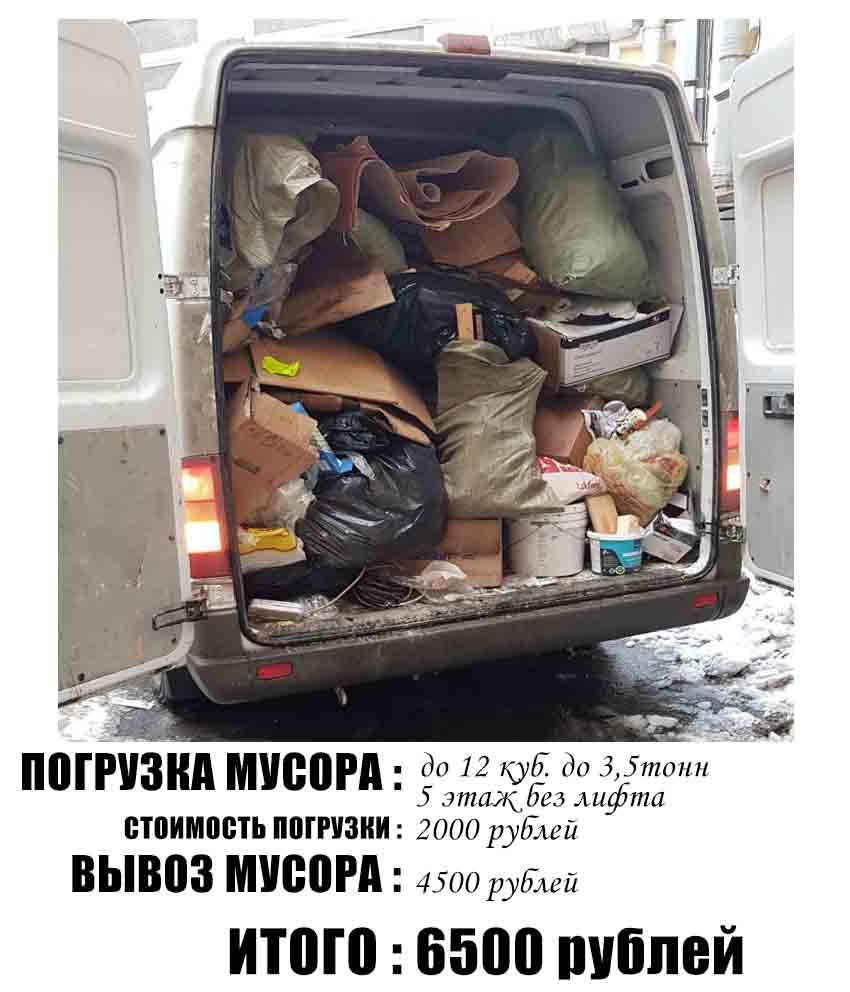 ПОГРУЗКА МУСОРА : до 12 куб. до 3,5тонн
5 этаж без лифта
СТОИМОСТЬ ПОГРУЗКИ : 2000 рублей
ВЫВОЗ МУСОРА : 4500 рублей
ИТОГО : 6500 рублей